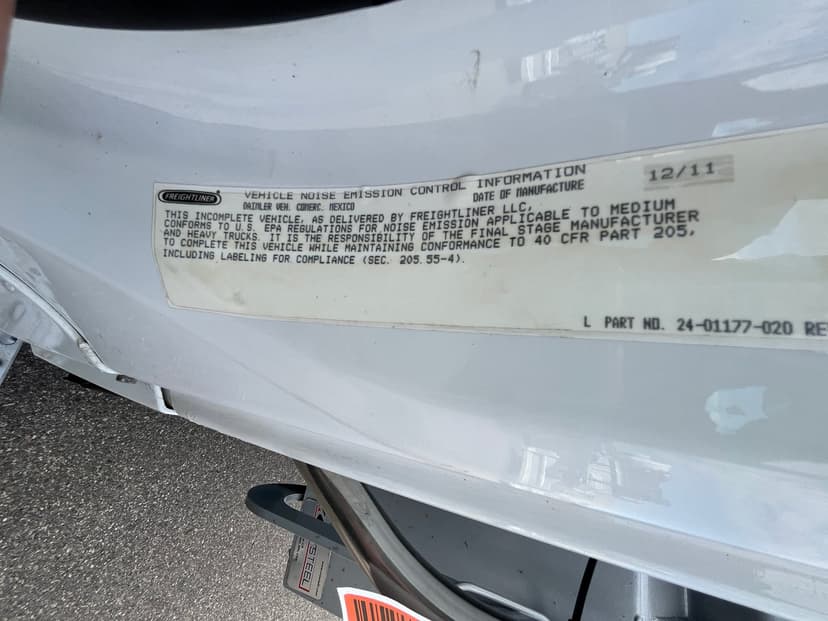 FREIGHTLINER VEHICLE NOISE EMISSION CONTROL INFORMATION 12/11
DAIMLER VEH. COMERC. MEXICO DATE OF MANUFACTURE
THIS INCOMPLETE VEHICLE, AS DELIVERED BY FREIGHTLINER LLC,
CONFORMS TO U.S. EPA REGULATIONS FOR NOISE EMISSION APPLICABLE TO MEDIUM
AND HEAVY TRUCKS. IT IS THE RESPONSIBILITY OF THE FINAL STAGE MANUFACTURER
TO COMPLETE THIS VEHICLE WHILE MAINTAINING CONFORMANCE TO 40 CFR PART 205,
INCLUDING LABELING FOR COMPLIANCE (SEC. 205.55-4).
L PART NO. 24-01177-020 RE
STEEL